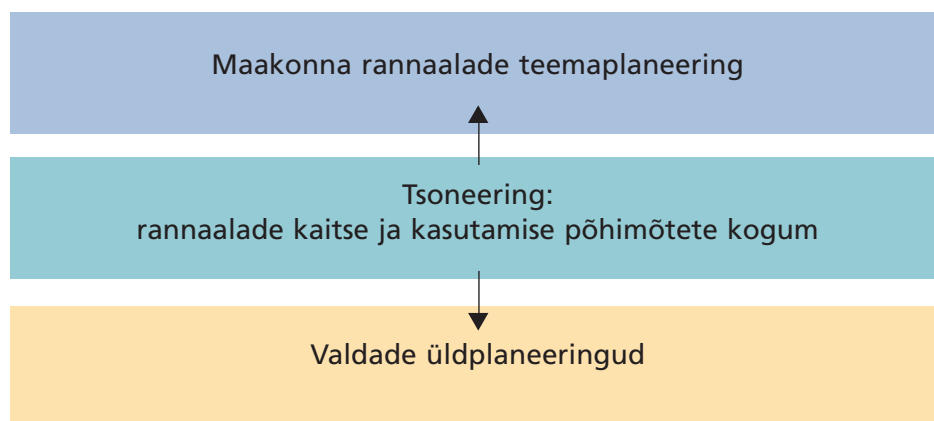 Maakonna rannaalade teemaplaneering
Tsoneering:
rannaalade kaitse ja kasutamise põhimõtete kogum
Valdade üldplaneeringud